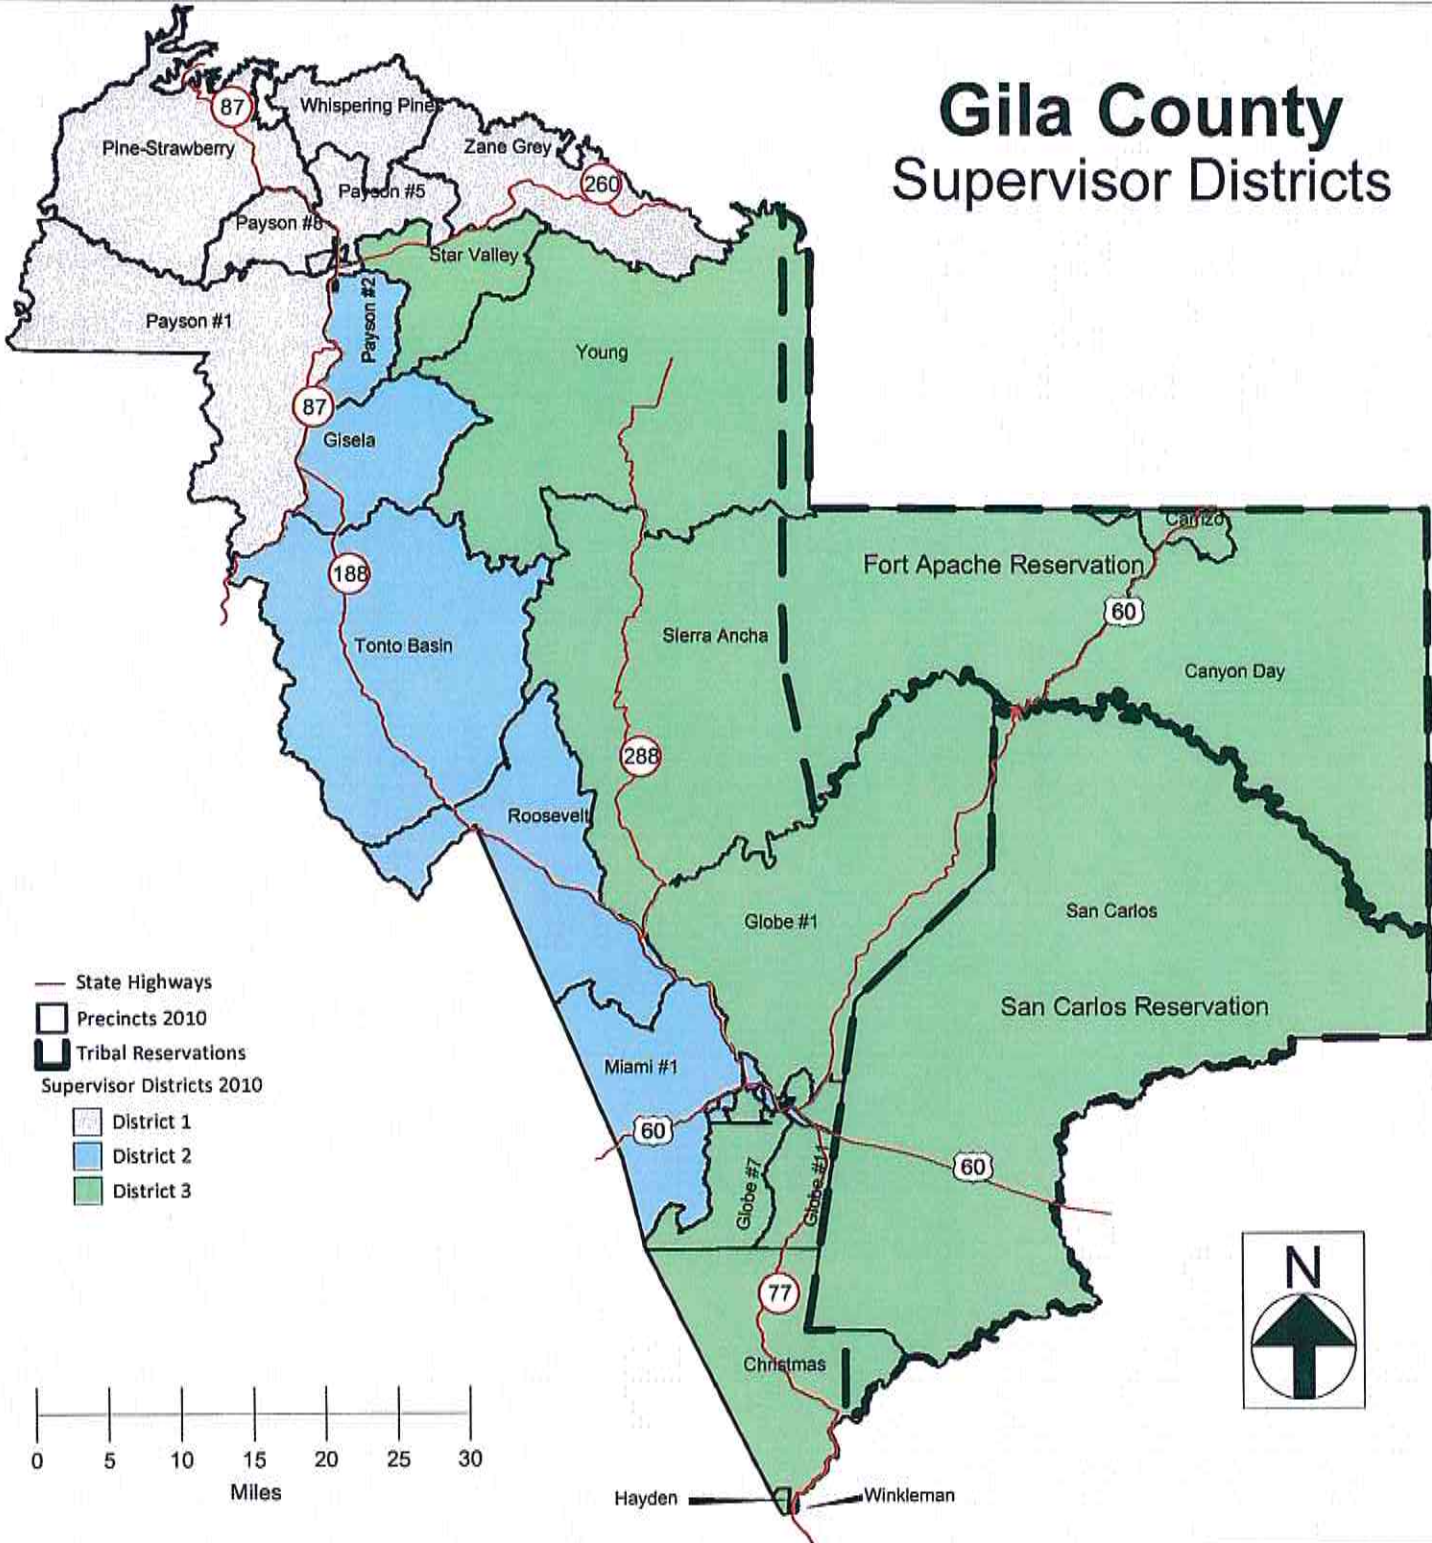 Gila County
Supervisor Districts
87
Whispering Pines
Pine-Strawberry
Zane Grey
260
Payson #5
Payson #8
Star Valley
Payson #2
Payson #1
Young
87
Gisela
188
Carrizo
Fort Apache Reservation
60
Sierra Ancha
Tonto Basin
Canyon Day
288
Roosevelt
Globe #1
San Carlos
San Carlos Reservation
State Highways
Precincts 2010
Tribal Reservations
Supervisor Districts 2010
District 1
District 2
District 3
Miami #1
60
60
Globe #7
Globe #11
77
Christmas
N
0 5 10 15 20 25 30
Miles
Hayden
Winkleman